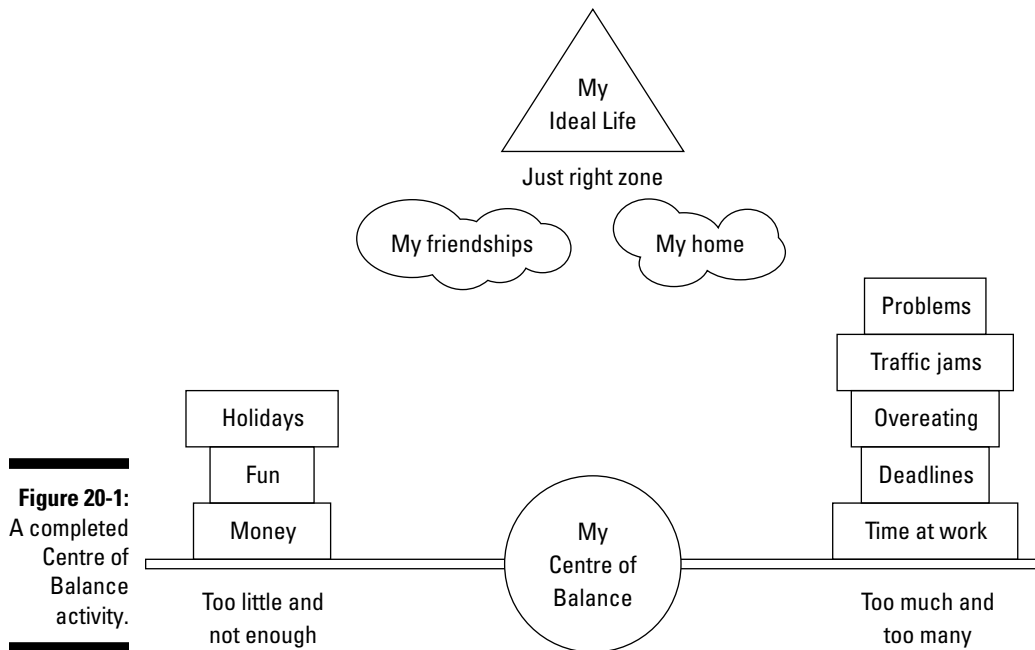 My
Ideal Life
Just right zone
My friendships
My home
Problems
Traffic jams
Holidays
Overeating
Fun
Deadlines
Money
Time at work
My
Centre of
Balance
Too little and
not enough
Too much and
too many
Figure 20-1:
A completed
Centre of
Balance
activity.